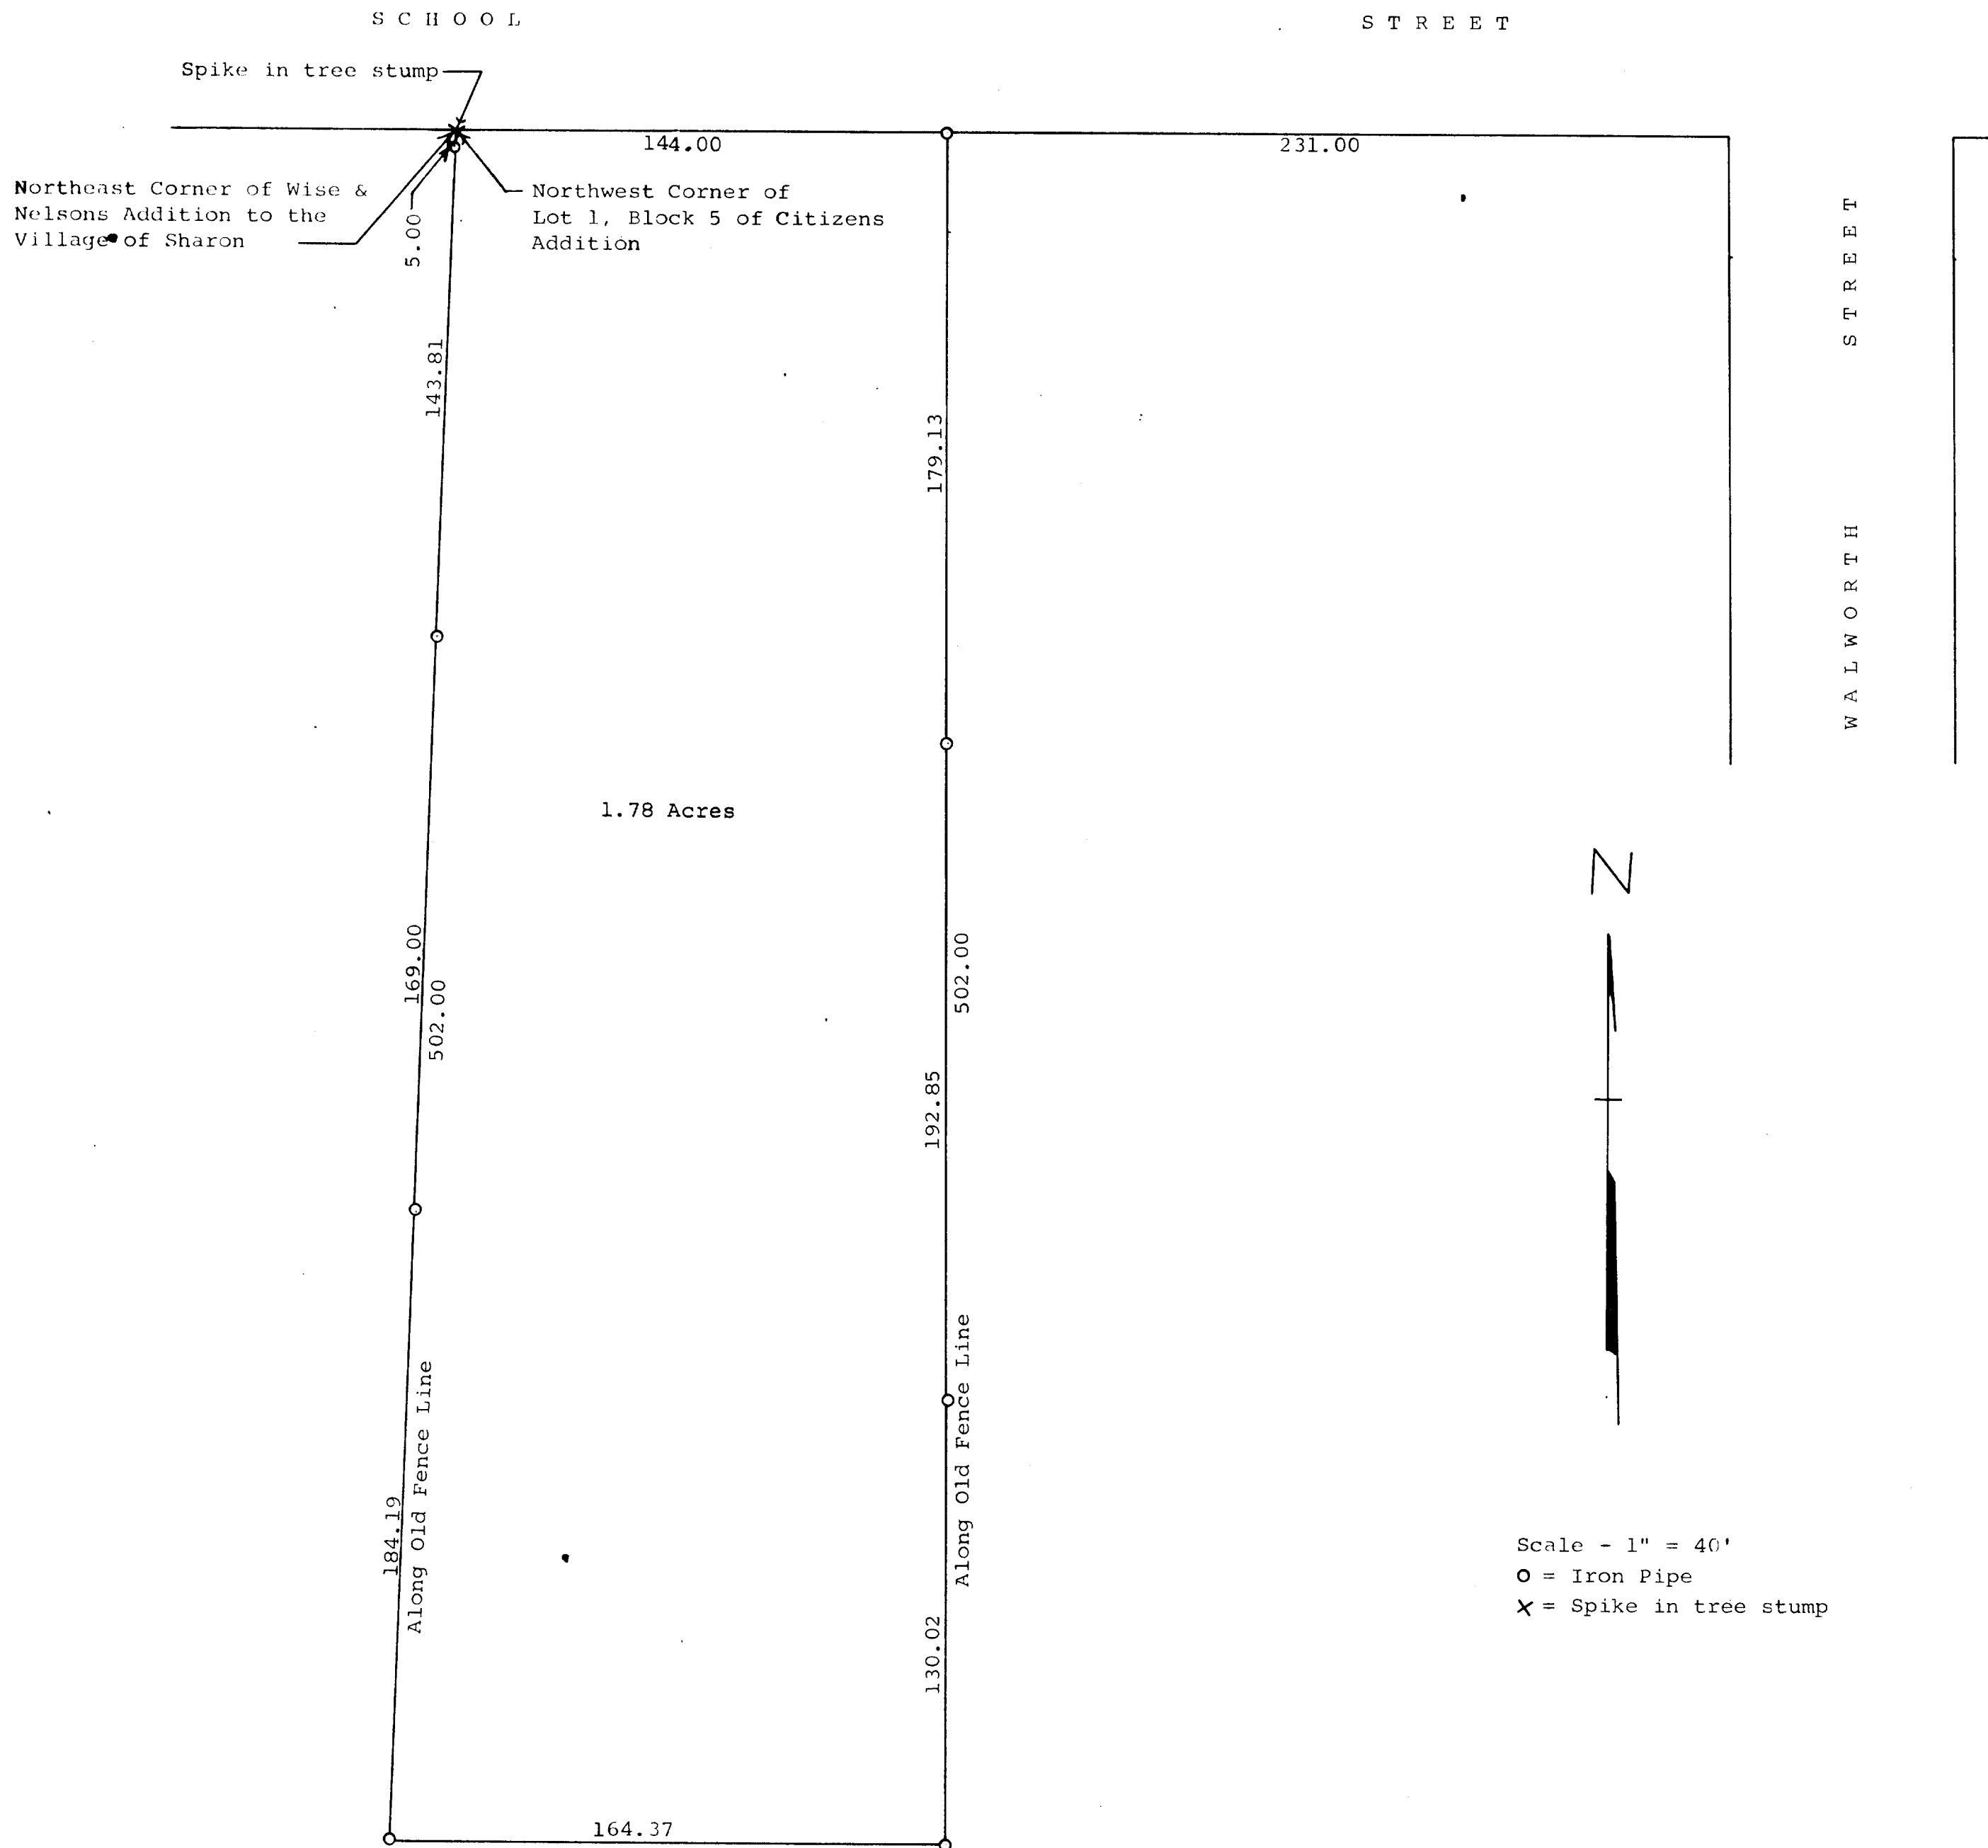 SCHOOL STREET
Spike in tree stump
144.00
231.00
Northeast Corner of Wise &
Nelsons Addition to the
Village of Sharon
5.00
Northwest Corner of
Lot 1, Block 5 of Citizens
Addition
WALWORTH STREET
143.81
179.13
1.78 Acres
N
169.00
502.00
502.00
192.85
Along Old Fence Line
Along Old Fence Line
184.19
130.02
Scale - 1" = 40'
O = Iron Pipe
X = Spike in tree stump
164.37